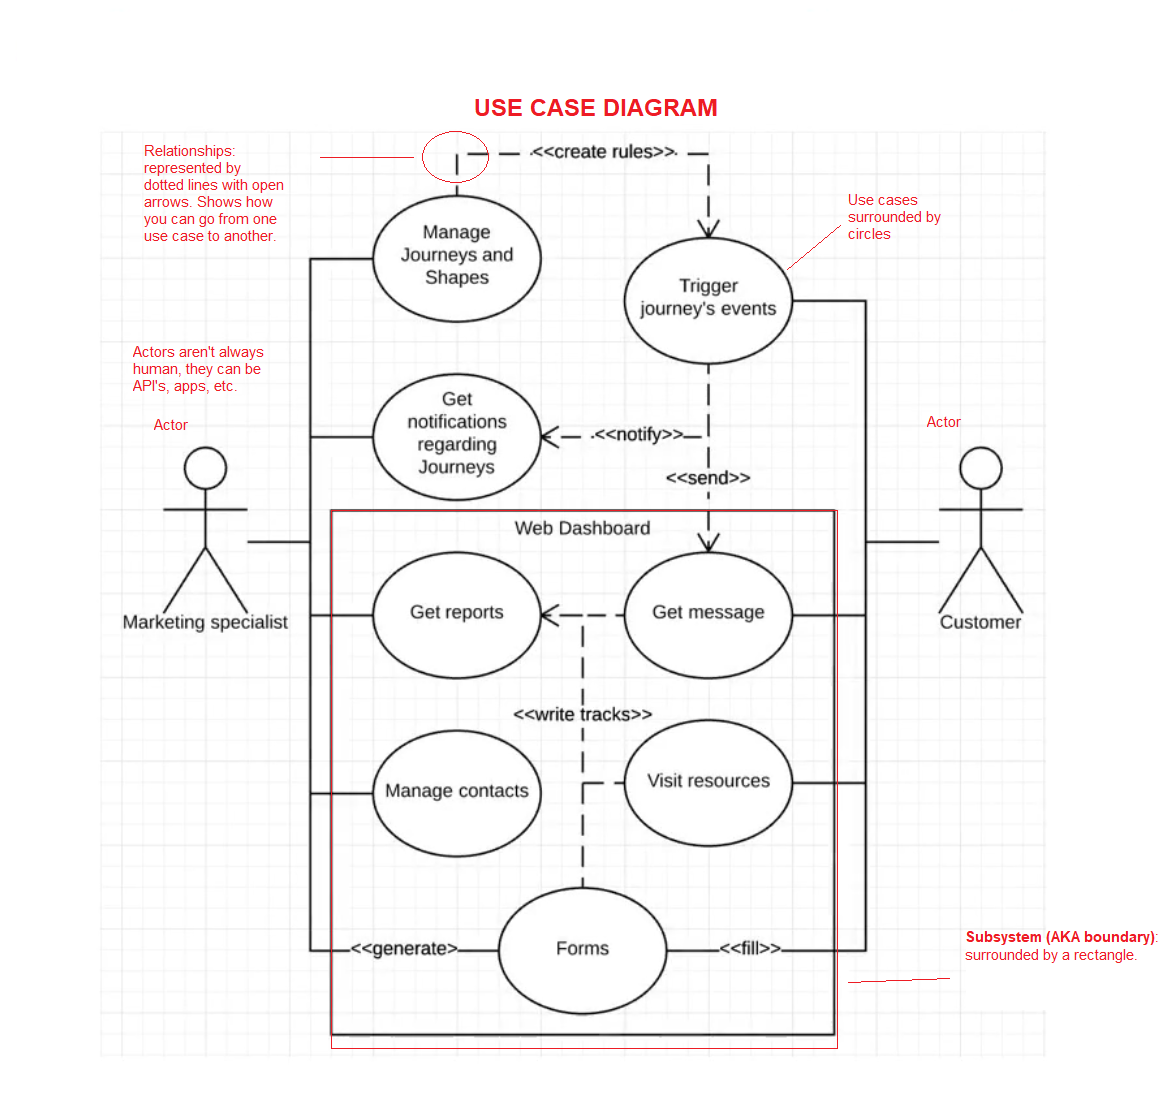 USE CASE DIAGRAM
Relationships:
represented by
dotted lines with open
arrows. Shows how
you can go from one
use case to another.
<<create rules>>
Use cases
surrounded by
circles
Manage
Journeys and
Shapes
Trigger
journey's events
Actors aren't always
human, they can be
API's, apps, etc.
Actor
Get
notifications
regarding
Journeys
<<notify>>
Actor
<<send>>
Web Dashboard
Get reports
Get message
Marketing specialist
Customer
<<write tracks>>
Manage contacts
Visit resources
<<generate>
Forms
<<fill>>
Subsystem (AKA boundary):
surrounded by a rectangle.